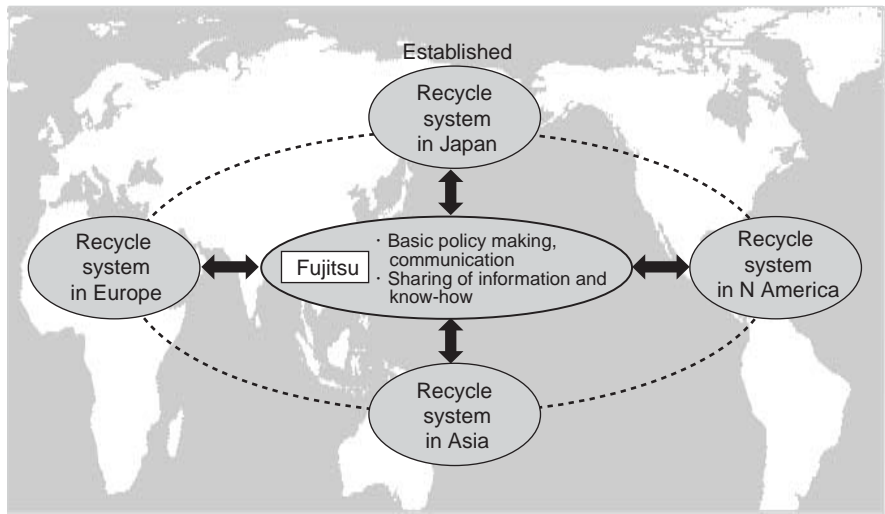 Established
Recycle
system
in Japan
Recycle
system
in Europe
Fujitsu
· Basic policy making,
communication
· Sharing of information and
know-how
Recycle
system
in N America
Recycle
system
in Asia